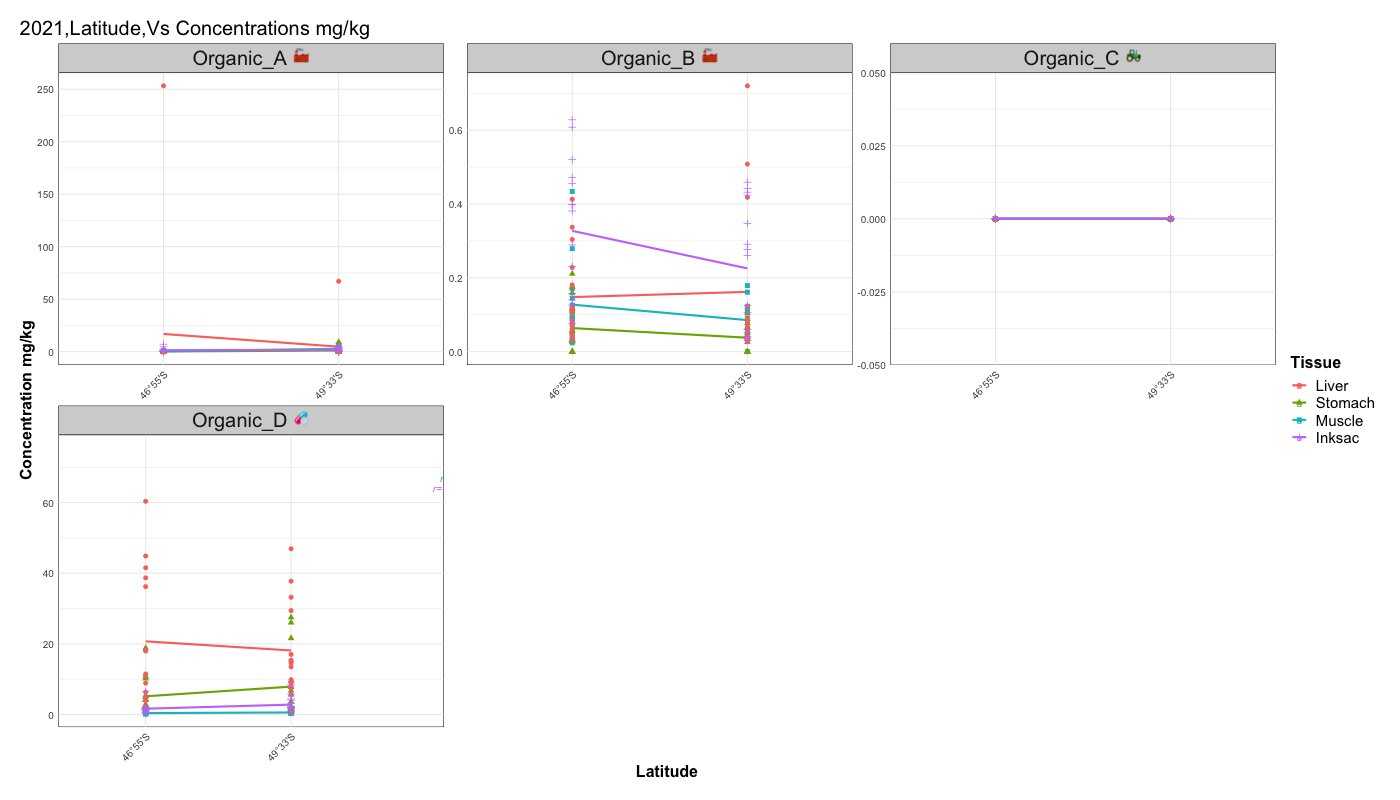 2021,Latitude,Vs Concentrations mg/kg
Organic_A
Organic_B
Organic_C
250
200
150
100
50
0
0.6
0.4
0.2
0.0
0.050
0.025
0.000
-0.025
-0.050
46°55'S
49°33'S
46°55'S
49°33'S
46°55'S
49°33'S
Organic_D
60
40
20
0
46°55'S
49°33'S
Concentration mg/kg
Latitude
Tissue
Liver
Stomach
Muscle
Inksac